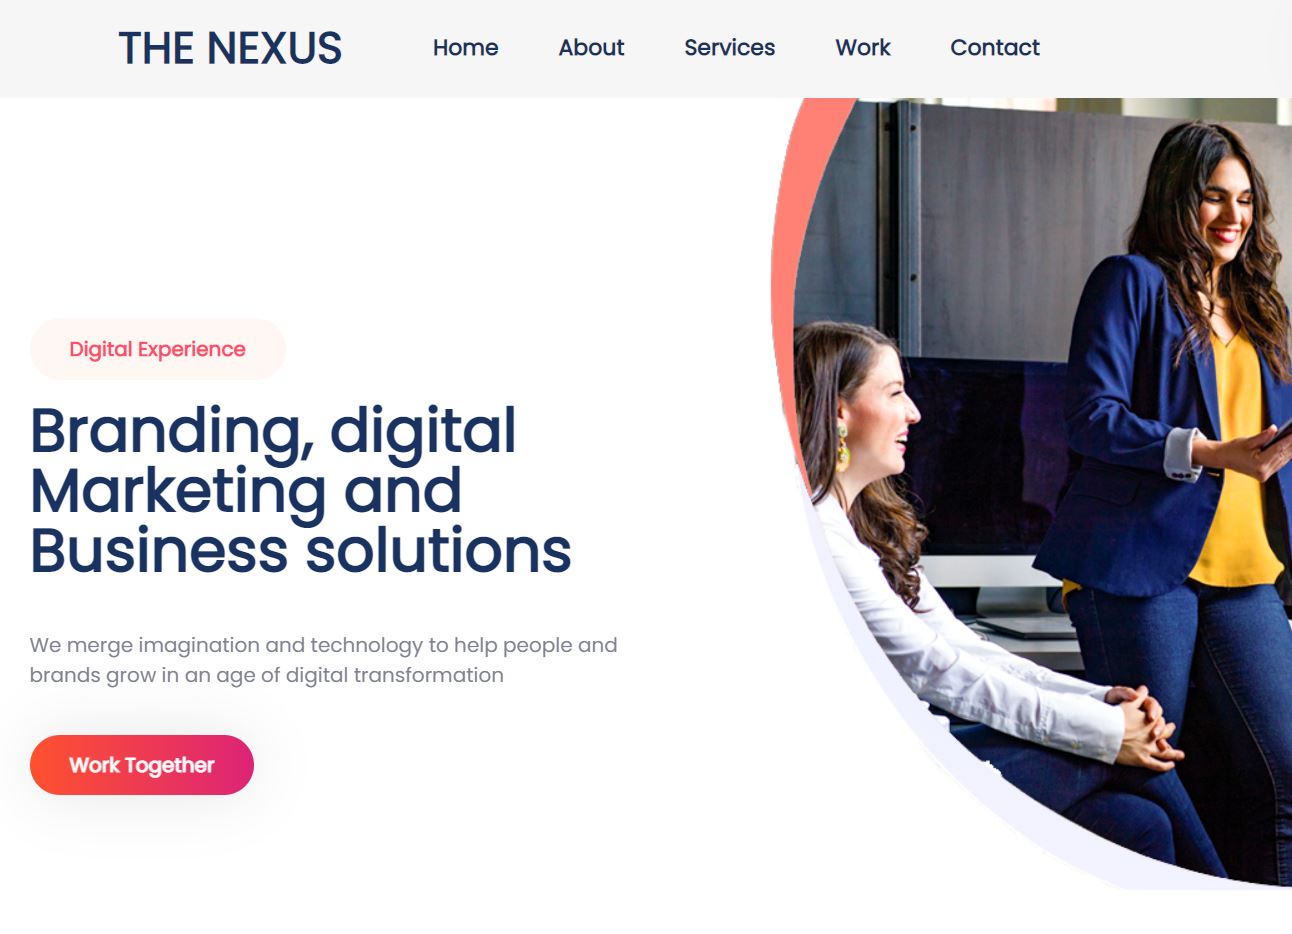 THE NEXUS
Home About Services Work Contact
Digital Experience
Branding, digital
Marketing and
Business solutions
We merge imagination and technology to help people and
brands grow in an age of digital transformation
Work Together